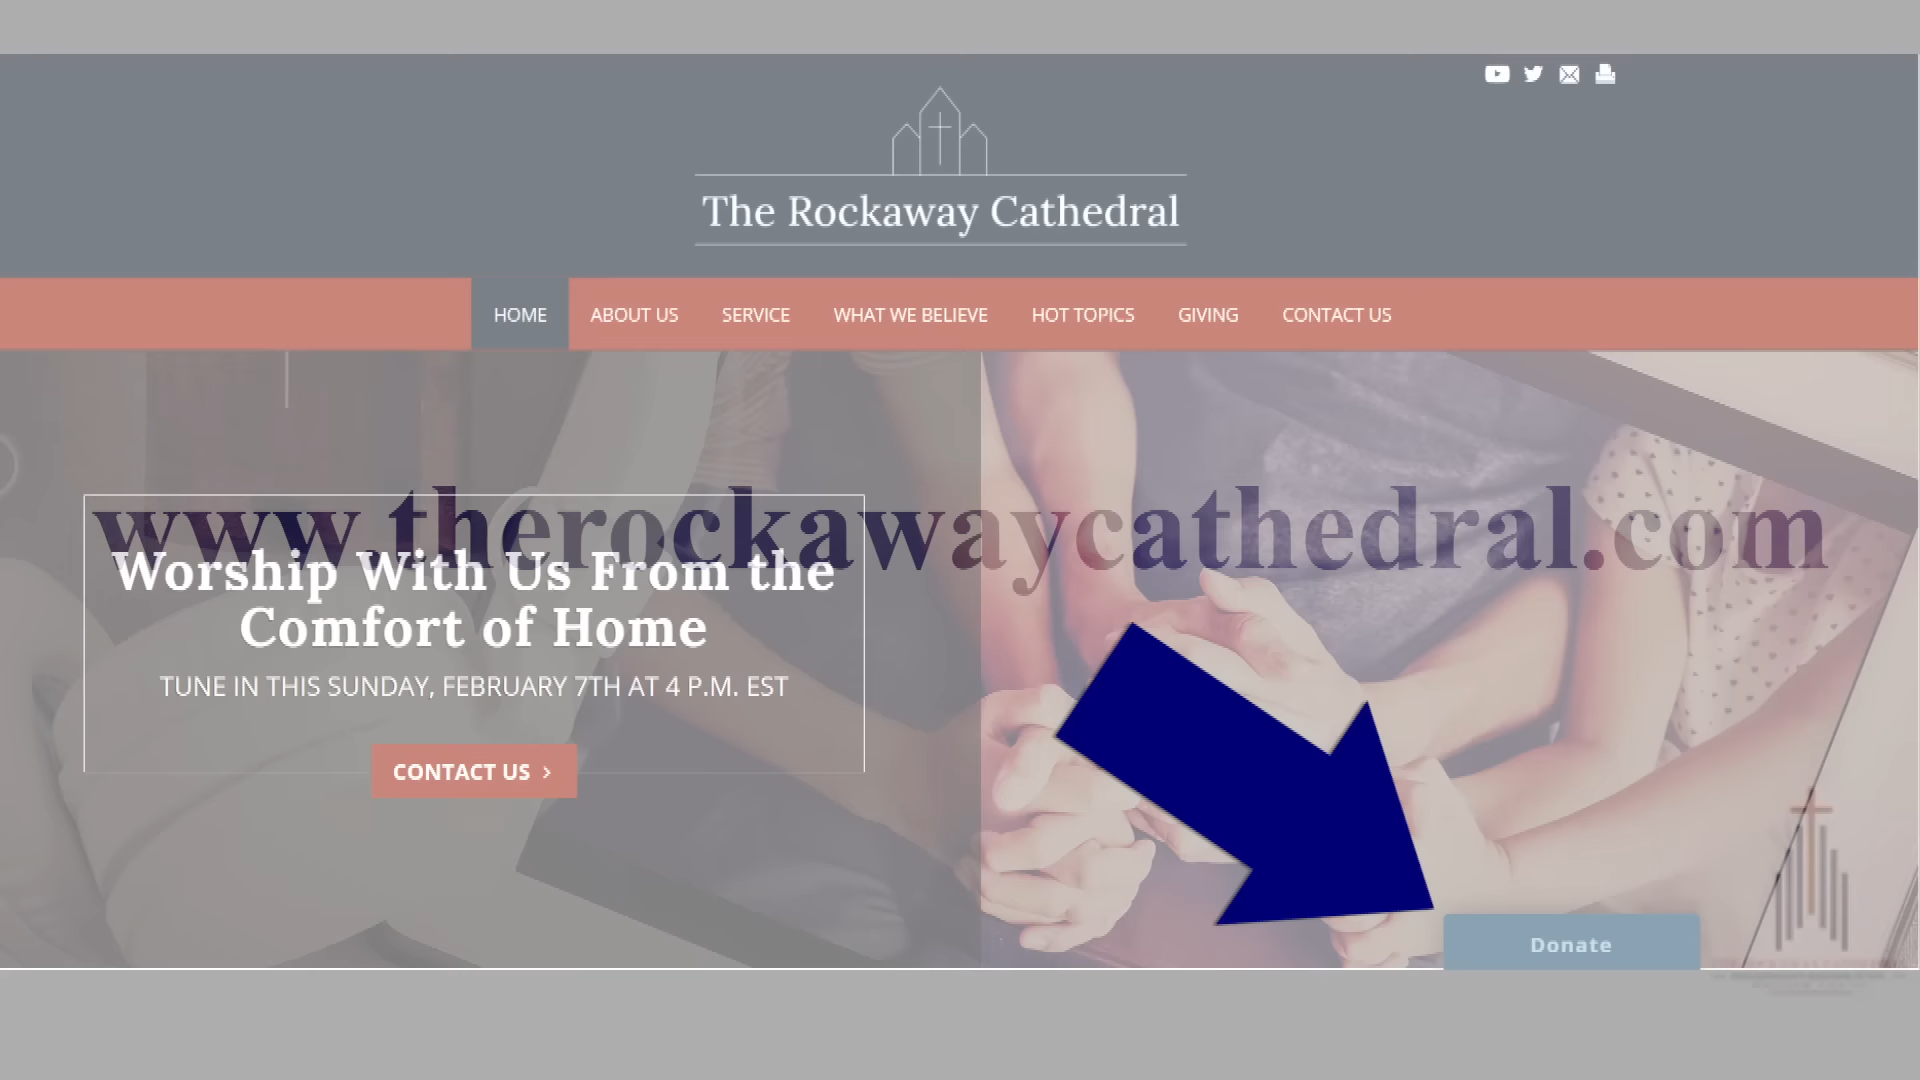 The Rockaway Cathedral
HOME ABOUT US SERVICE WHAT WE BELIEVE HOT TOPICS GIVING CONTACT US
www.therockawaycathedral.com
Worship With Us From the
Comfort of Home
TUNE IN THIS SUNDAY, FEBRUARY 7TH AT 4 P.M. EST
CONTACT US >
Donate